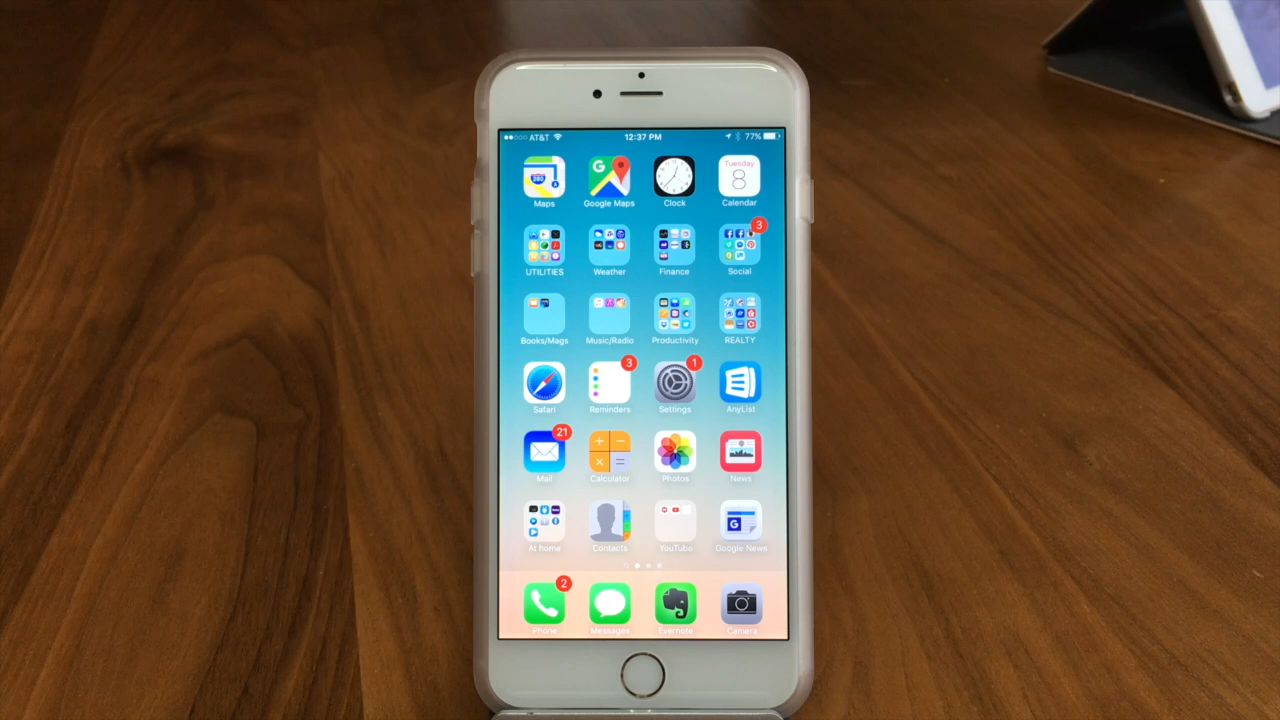 AT&T 12:37 PM 77%
Tuesday
8
280
G
Maps Google Maps Clock Calendar
3
UTILITIES Weather Finance Social
Books/Mags Music/Radio Productivity REALTY
3 1
Safari Reminders Settings AnyList
21
Mail Calculator Photos News
G
At home Contacts YouTube Google News
2
Phone Messages Evernote Camera